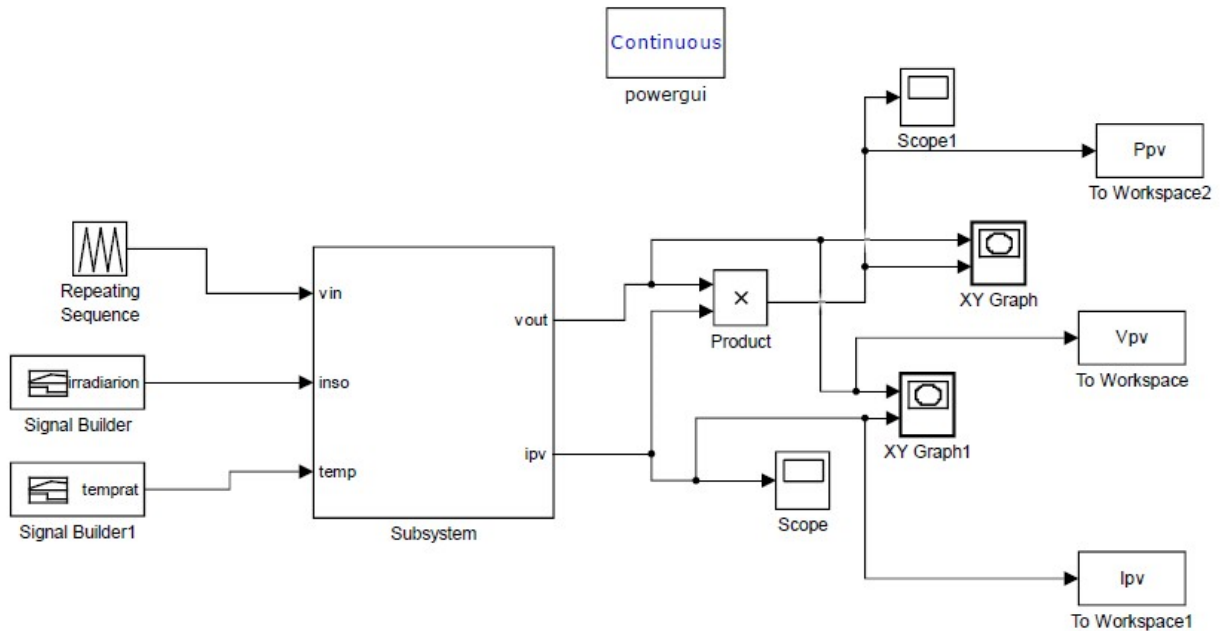 Continuous
powergui
Scope1
Ppv
To Workspace2
Repeating
Sequence
vin
vout
×
Product
XY Graph
Vpv
To Workspace
irradiarion
Signal Builder
inso
XY Graph1
temprat
Signal Builder1
temp
ipv
Subsystem
Scope
Ipv
To Workspace1